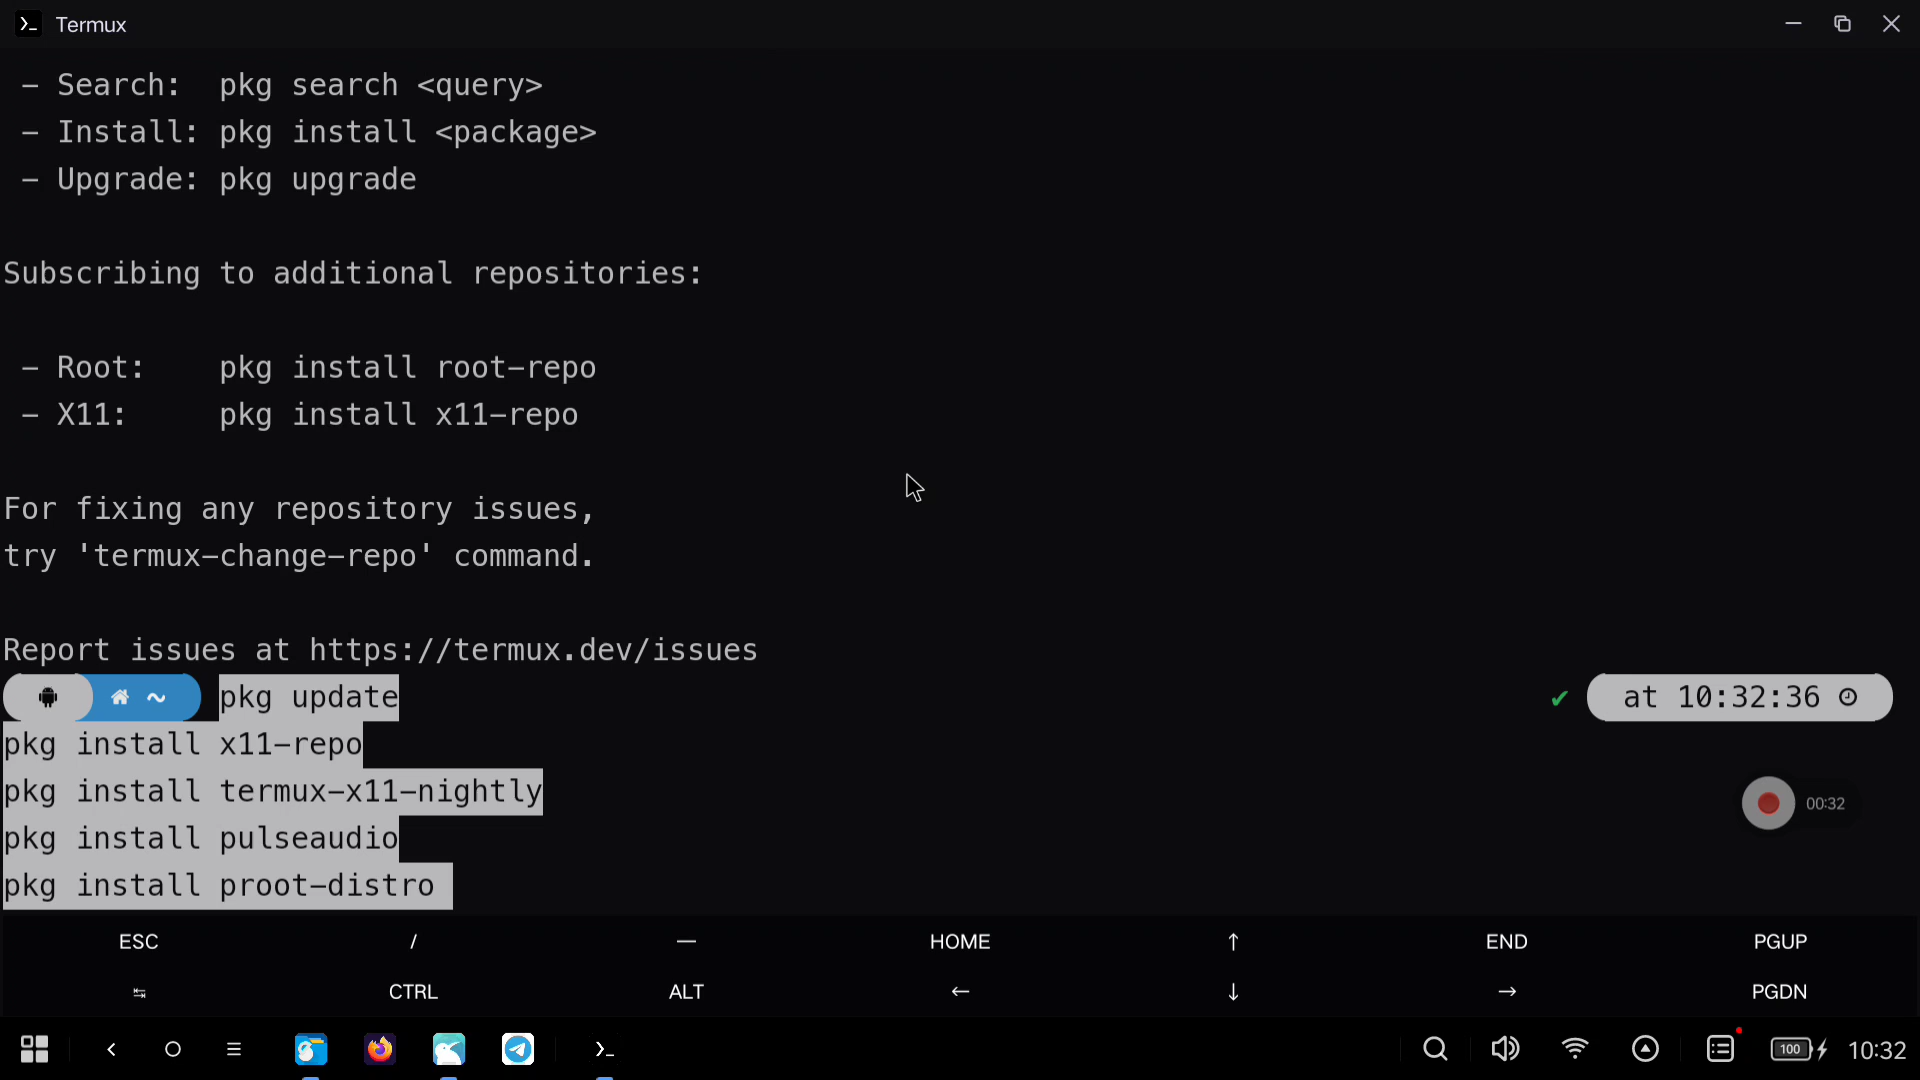 Termux
- Search:  pkg search <query>
- Install: pkg install <package>
- Upgrade: pkg upgrade
Subscribing to additional repositories:
- Root:    pkg install root-repo
- X11:     pkg install x11-repo
For fixing any repository issues,
try 'termux-change-repo' command.
Report issues at https://termux.dev/issues
~ pkg update ✔ at 10:32:36
pkg install x11-repo
pkg install termux-x11-nightly
00:32
pkg install pulseaudio
pkg install proot-distro
ESC / — HOME ↑ END PGUP
↹ CTRL ALT ← ↓ → PGDN
100 10:32